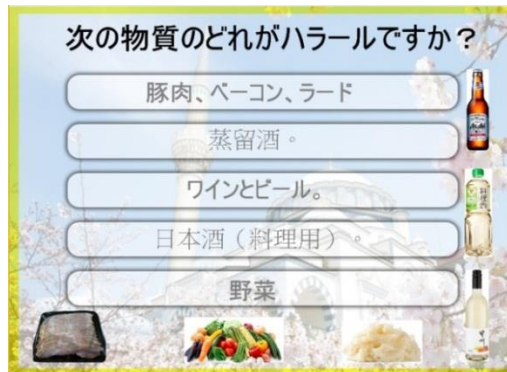 次の物質のどれがハラールですか？
豚肉、ベーコン、ラード
蒸留酒。
ワインとビール。
日本酒（料理用）。
野菜